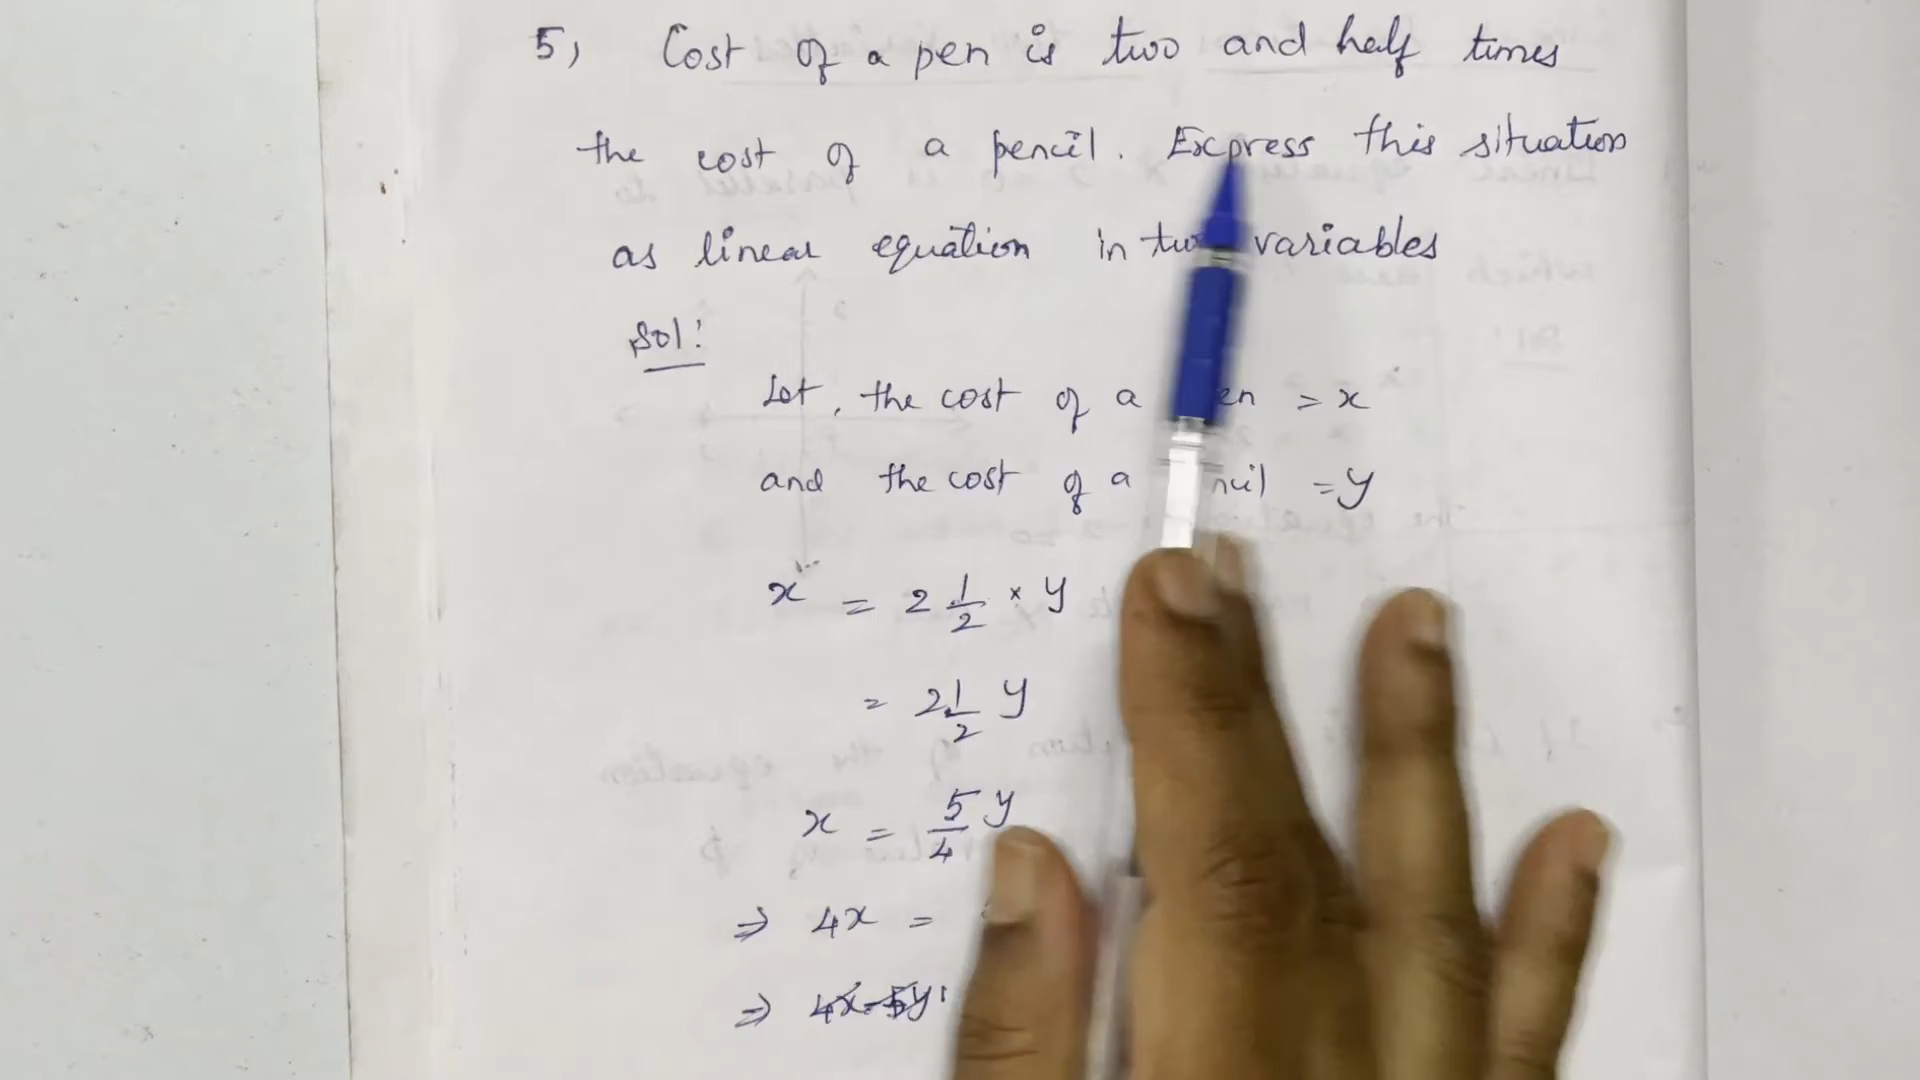 5) Cost of a pen is two and half times
the cost of a pencil. Express this situation
as linear equation in variables
Sol:
Let, the cost of a = x
and the cost of a = y
x = 2 1/2 × y
= 2 1/2 y
x = 5/4 y
⇒ 4x =
⇒ 4x-5y